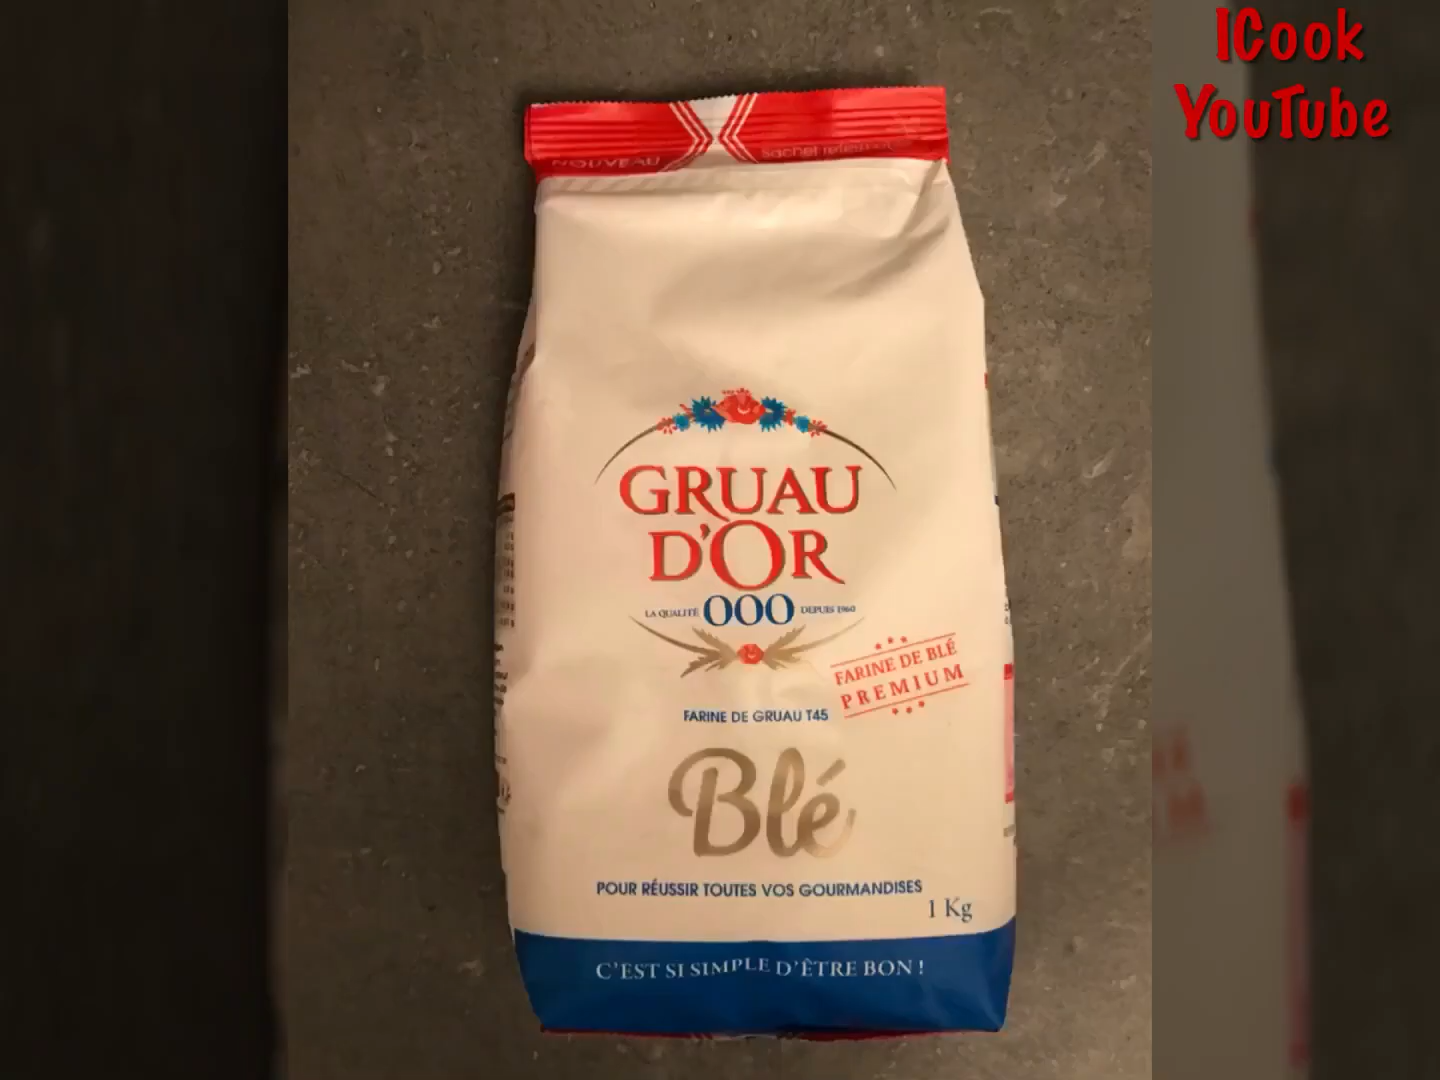 ICook
YouTube
NOUVEAU
sachet
GRUAU
D'OR
LA QUALITÉ 000 DEPUIS 1960
FARINE DE BLÉ
PREMIUM
FARINE DE GRUAU T45
Blé
POUR RÉUSSIR TOUTES VOS GOURMANDISES
1 Kg
C'EST SI SIMPLE D'ÊTRE BON !